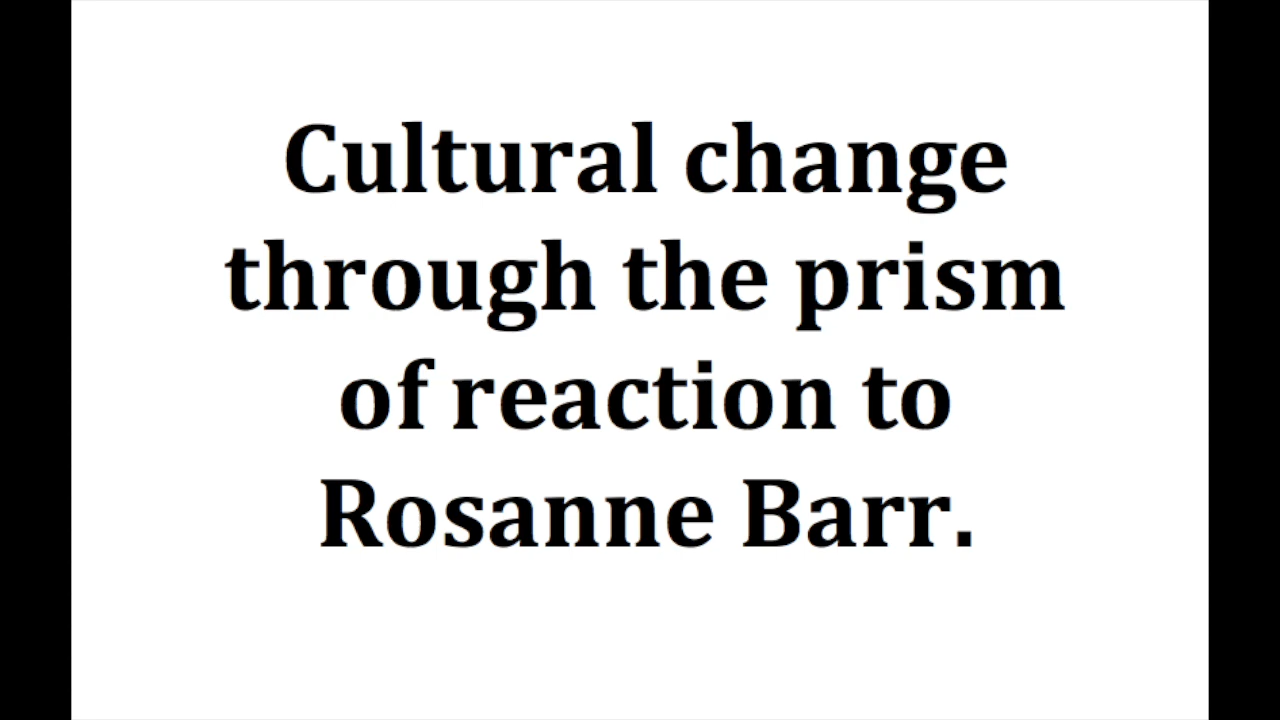 Cultural change
through the prism
of reaction to
Rosanne Barr.